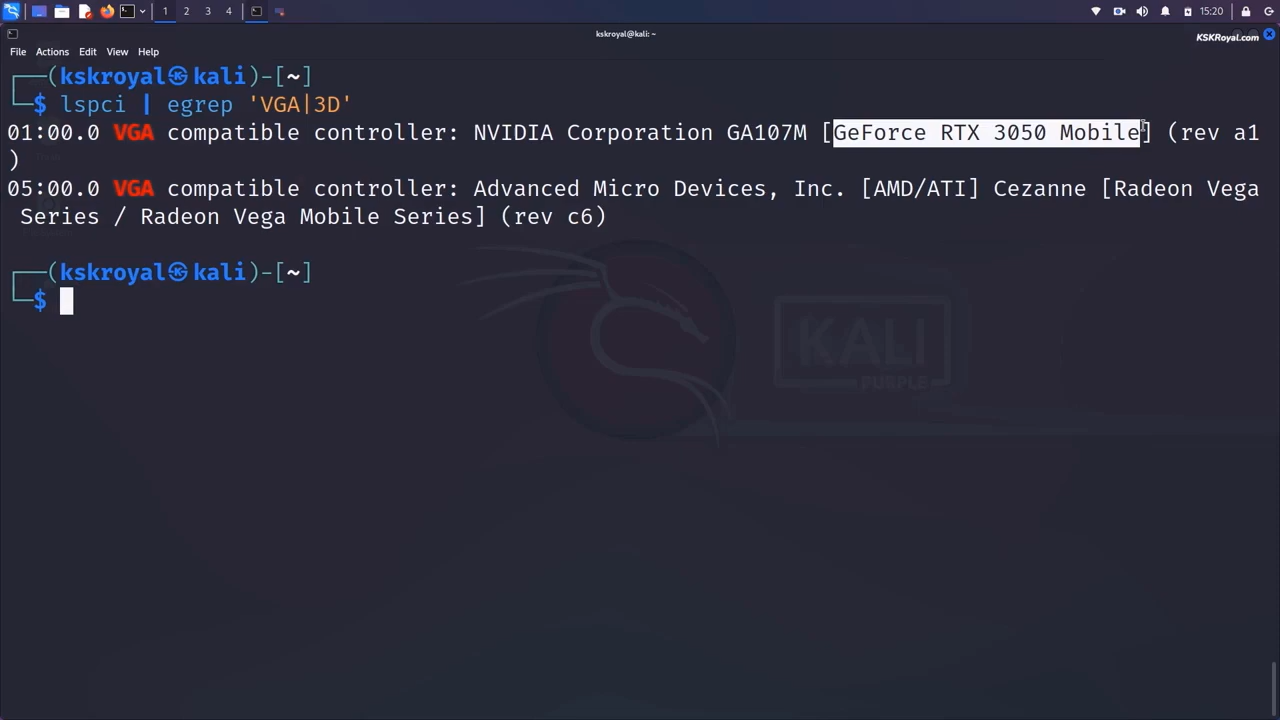 1 2 3 4 15:20
kskroyal@kali: ~
KSKRoyal.com
File Actions Edit View Help
┌──(kskroyal㉿kali)-[~]
└─$ lspci | egrep 'VGA|3D'
01:00.0 VGA compatible controller: NVIDIA Corporation GA107M [GeForce RTX 3050 Mobile] (rev a1
)
05:00.0 VGA compatible controller: Advanced Micro Devices, Inc. [AMD/ATI] Cezanne [Radeon Vega
Series / Radeon Vega Mobile Series] (rev c6)
┌──(kskroyal㉿kali)-[~]
└─$
KALI
PURPLE